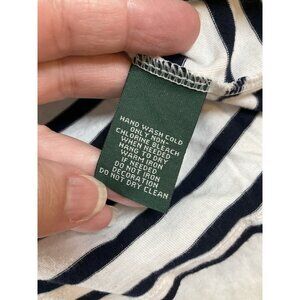 HAND WASH COLD
ONLY NON-
CHLORINE BLEACH
WHEN NEEDED
HANG TO DRY
WARM IRON
IF NEEDED
DO NOT IRON
DECORATION
DO NOT DRY CLEAN